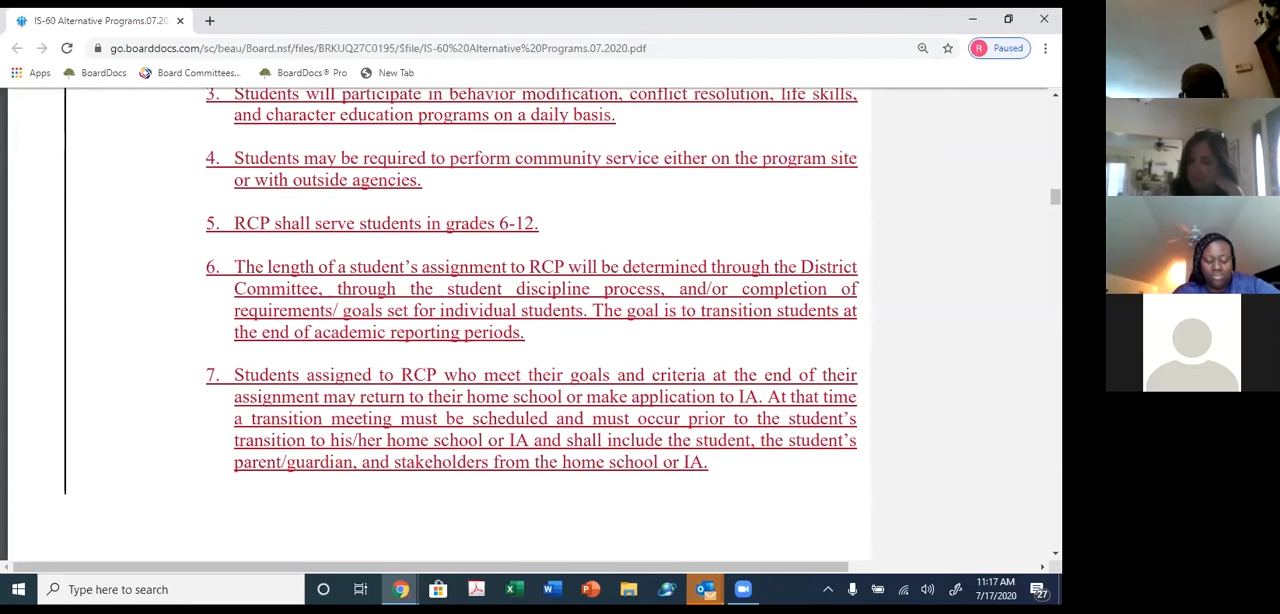 IS-60 Alternative Programs.07.20
go.boarddocs.com/sc/beau/Board.nsf/files/BRKUQ27C0195/$file/IS-60%20Alternative%20Programs.07.2020.pdf
R Paused
Apps BoardDocs Board Committees... BoardDocs® Pro New Tab
3. Students will participate in behavior modification, conflict resolution, life skills,
and character education programs on a daily basis.
4. Students may be required to perform community service either on the program site
or with outside agencies.
5. RCP shall serve students in grades 6-12.
6. The length of a student's assignment to RCP will be determined through the District
Committee, through the student discipline process, and/or completion of
requirements/ goals set for individual students. The goal is to transition students at
the end of academic reporting periods.
7. Students assigned to RCP who meet their goals and criteria at the end of their
assignment may return to their home school or make application to IA. At that time
a transition meeting must be scheduled and must occur prior to the student's
transition to his/her home school or IA and shall include the student, the student's
parent/guardian, and stakeholders from the home school or IA.
Type here to search
11:17 AM
7/17/2020
27